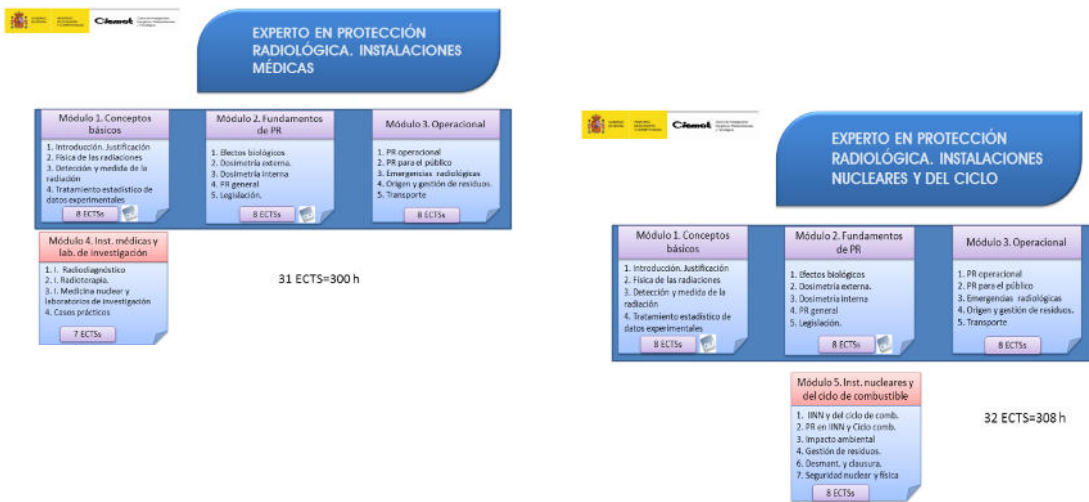 GOBIERNO
DE ESPAÑA
Ciemat
EXPERTO EN PROTECCIÓN
RADIOLÓGICA. INSTALACIONES
MÉDICAS
Módulo 1. Conceptos
básicos
1. Introducción. Justificación
2. Física de las radiaciones
3. Detección y medida de la
radiación
4. Tratamiento estadístico de
datos experimentales
8 ECTSs
Módulo 2. Fundamentos
de PR
1. Efectos biológicos
2. Dosimetría externa.
3. Dosimetría interna
4. PR general
5. Legislación.
8 ECTSs
Módulo 3. Operacional
1. PR operacional
2. PR para el público
3. Emergencias radiológicas
4. Origen y gestión de residuos.
5. Transporte
8 ECTSs
Módulo 4. Inst. médicas y
lab. de investigación
1. I. Radiodiagnóstico
2. I. Radioterapia.
3. I. Medicina nuclear y
laboratorios de investigación
4. Casos prácticos
7 ECTSs
31 ECTS=300 h
GOBIERNO
DE ESPAÑA
Ciemat
EXPERTO EN PROTECCIÓN
RADIOLÓGICA. INSTALACIONES
NUCLEARES Y DEL CICLO
Módulo 1. Conceptos
básicos
1. Introducción. Justificación
2. Física de las radiaciones
3. Detección y medida de la
radiación
4. Tratamiento estadístico de
datos experimentales
8 ECTSs
Módulo 2. Fundamentos
de PR
1. Efectos biológicos
2. Dosimetría externa.
3. Dosimetría interna
4. PR general
5. Legislación.
8 ECTSs
Módulo 3. Operacional
1. PR operacional
2. PR para el público
3. Emergencias radiológicas
4. Origen y gestión de residuos.
5. Transporte
8 ECTSs
Módulo 5. Inst. nucleares y
del ciclo de combustible
1. IINN y del ciclo de comb.
2. PR en IINN y Ciclo comb.
3. Impacto ambiental
4. Gestión de residuos.
6. Desmant. y clausura.
7. Seguridad nuclear y física
8 ECTSs
32 ECTS=308 h